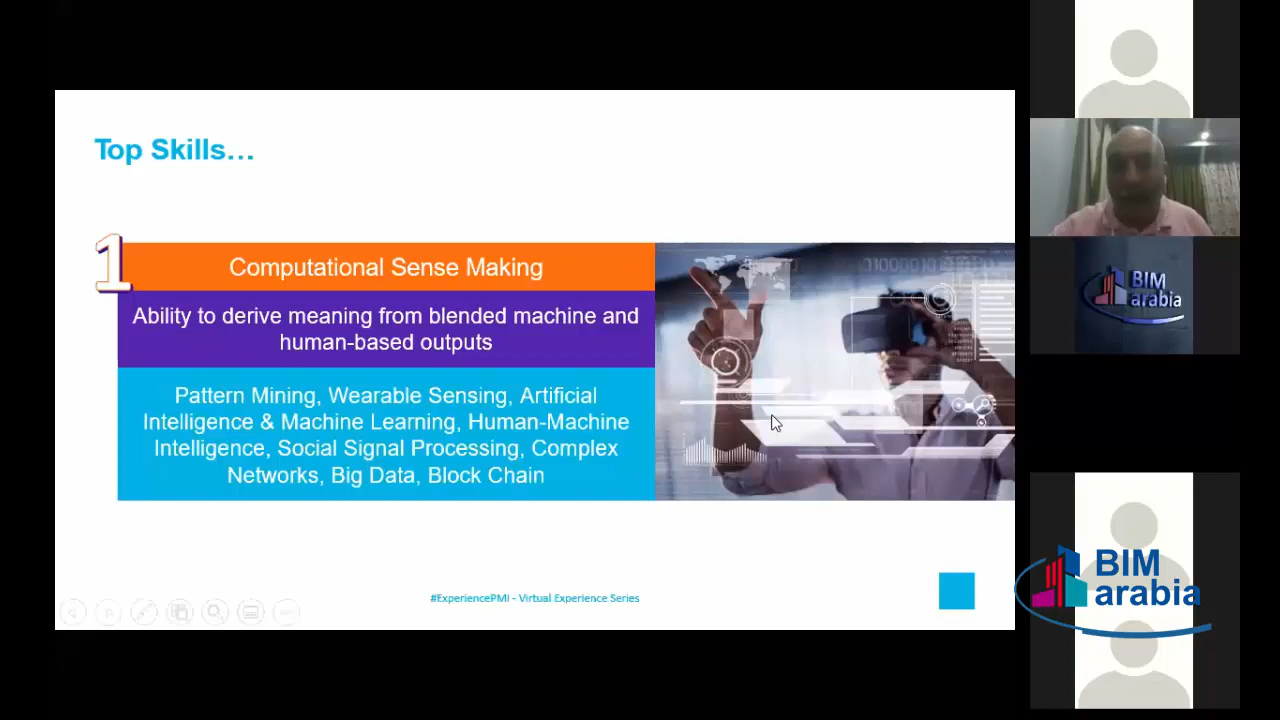 Top Skills…
1
Computational Sense Making
Ability to derive meaning from blended machine and
human-based outputs
Pattern Mining, Wearable Sensing, Artificial
Intelligence & Machine Learning, Human-Machine
Intelligence, Social Signal Processing, Complex
Networks, Big Data, Block Chain
#ExperiencePMI - Virtual Experience Series
BIM
arabia
BIM
arabia